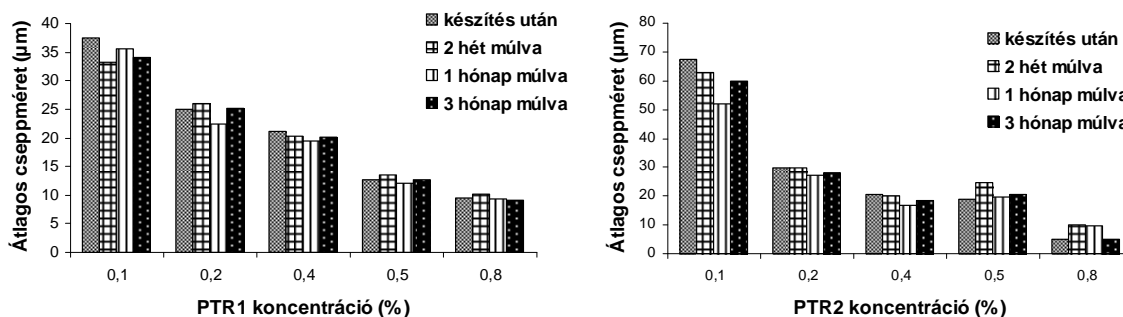 Átlagos cseppméret (µm)
40
35
30
25
20
15
10
5
0
készítés után
2 hét múlva
1 hónap múlva
3 hónap múlva
0,1 0,2 0,4 0,5 0,8
PTR1 koncentráció (%)
Átlagos cseppméret (µm)
80
70
60
50
40
30
20
10
0
készítés után
2 hét múlva
1 hónap múlva
3 hónap múlva
0,1 0,2 0,4 0,5 0,8
PTR2 koncentráció (%)